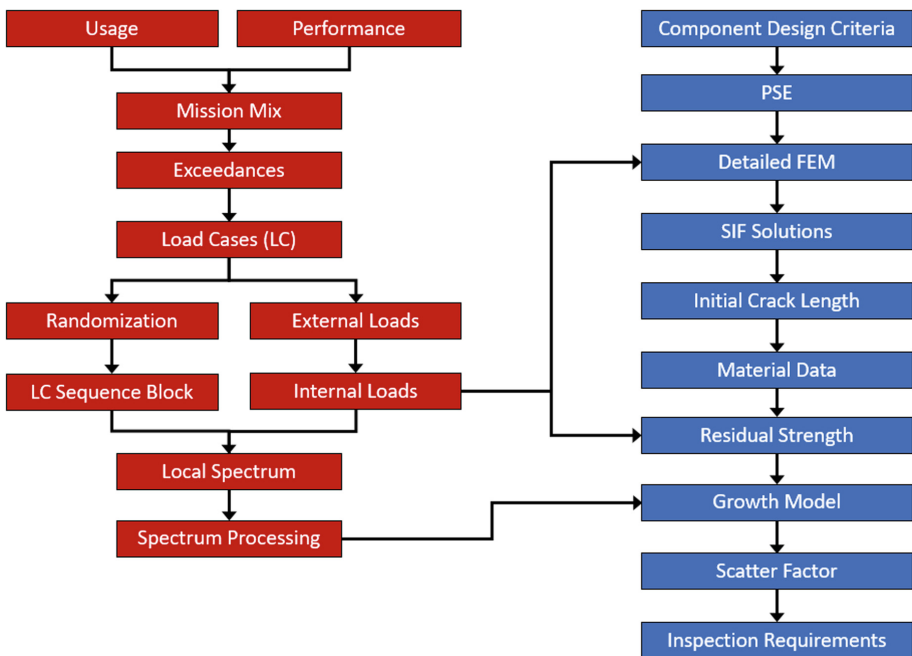 Usage
Performance
Mission Mix
Exceedances
Load Cases (LC)
Randomization
External Loads
LC Sequence Block
Internal Loads
Local Spectrum
Spectrum Processing
Component Design Criteria
PSE
Detailed FEM
SIF Solutions
Initial Crack Length
Material Data
Residual Strength
Growth Model
Scatter Factor
Inspection Requirements